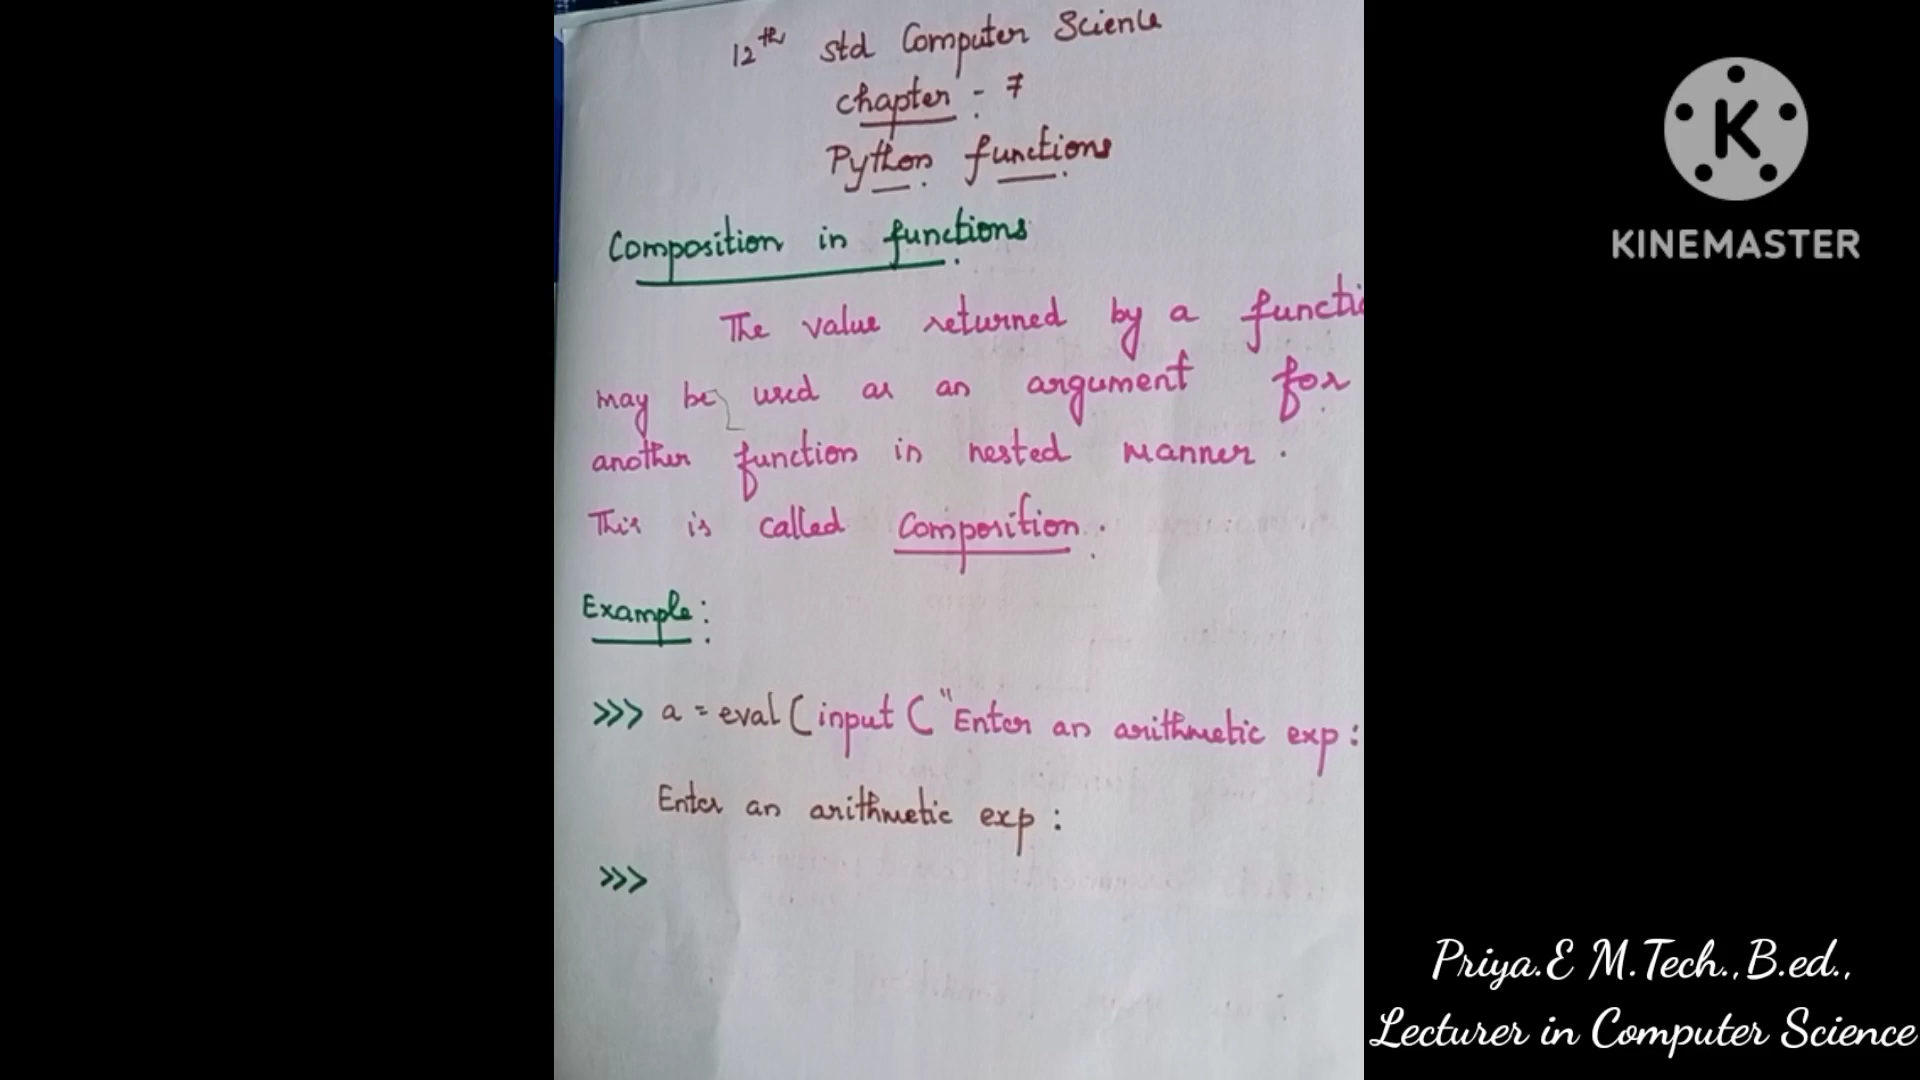 12th std Computer Science
Chapter : 7
Python functions
Composition in functions
The value returned by a functi
may be used as an argument for
another function in nested manner.
This is called Composition.
Example:
>>> a = eval(input("Enter an arithmetic exp:
Enter an arithmetic exp:
>>>
K
KINEMASTER
Priya.E M.Tech.,B.ed.,
Lecturer in Computer Science